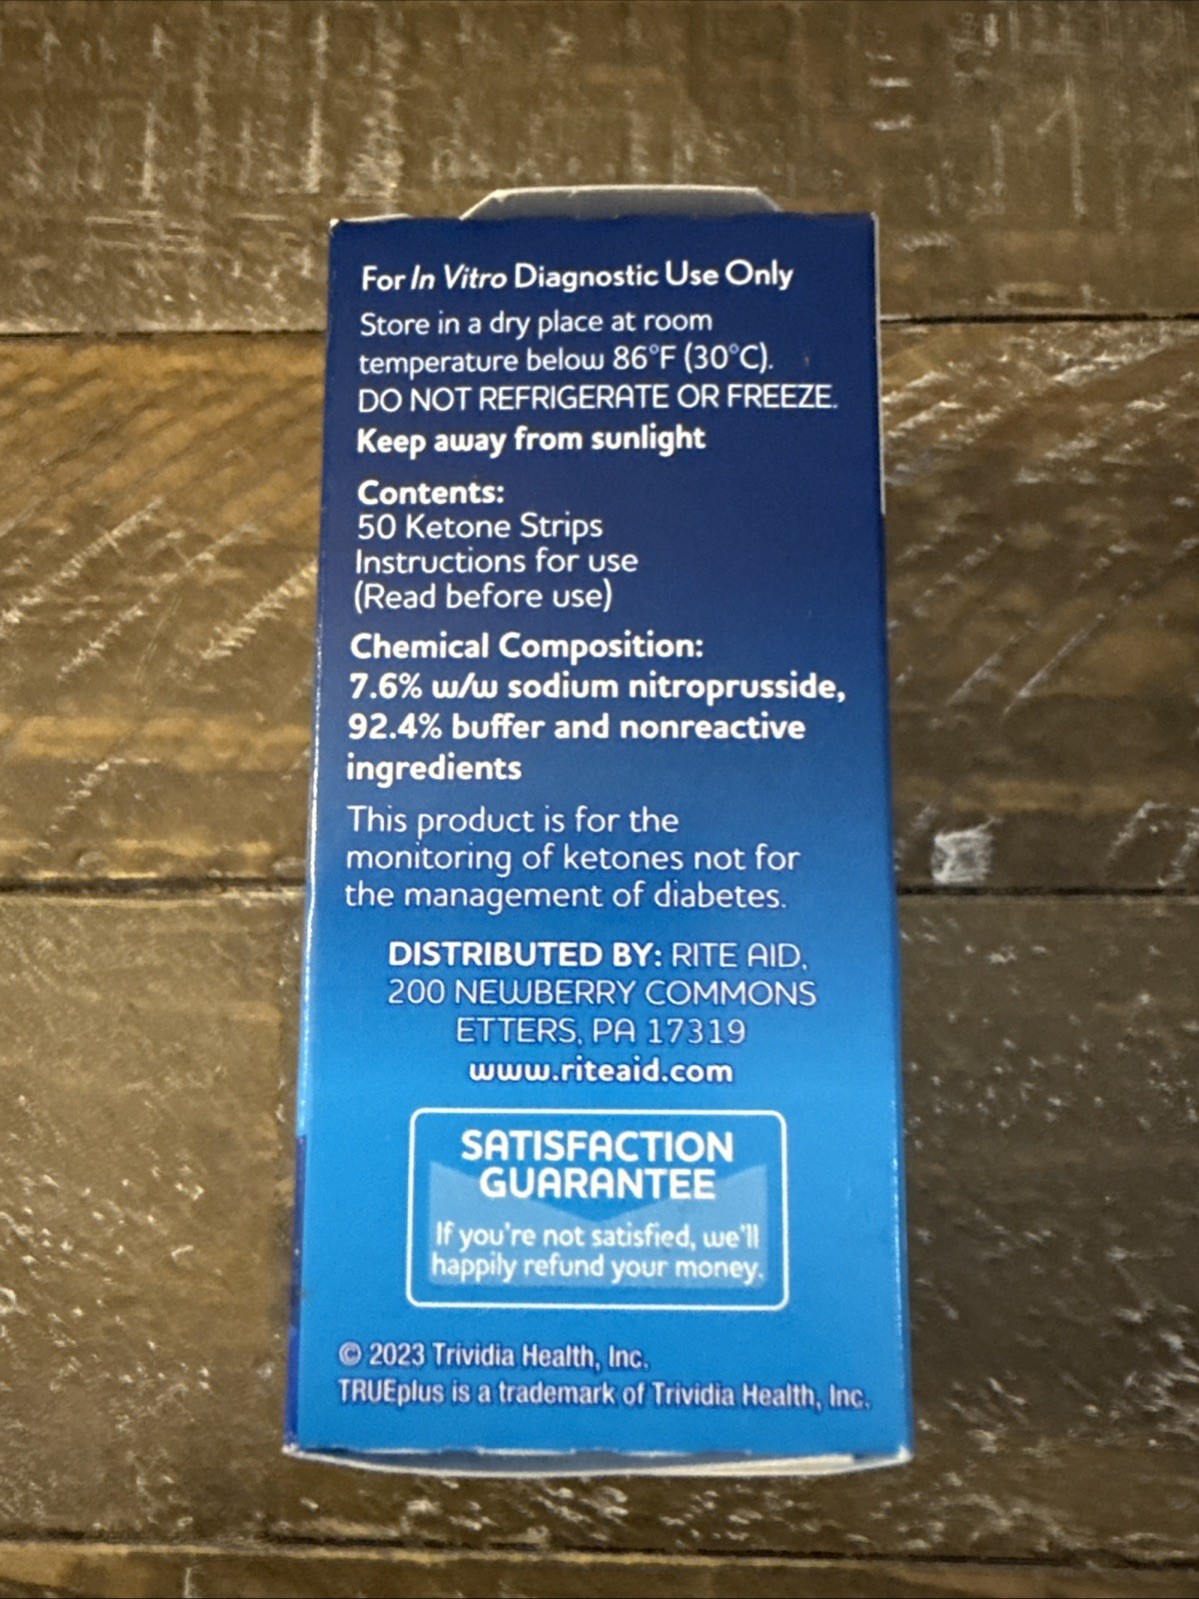 For In Vitro Diagnostic Use Only
Store in a dry place at room
temperature below 86°F (30°C).
DO NOT REFRIGERATE OR FREEZE.
Keep away from sunlight
Contents:
50 Ketone Strips
Instructions for use
(Read before use)
Chemical Composition:
7.6% w/w sodium nitroprusside,
92.4% buffer and nonreactive
ingredients
This product is for the
monitoring of ketones not for
the management of diabetes.
DISTRIBUTED BY: RITE AID,
200 NEWBERRY COMMONS
ETTERS, PA 17319
www.riteaid.com
SATISFACTION
GUARANTEE
If you're not satisfied, we'll
happily refund your money.
© 2023 Trividia Health, Inc.
TRUEplus is a trademark of Trividia Health, Inc.